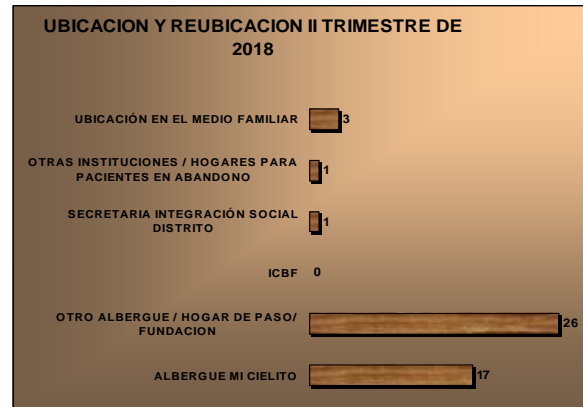 UBICACION Y REUBICACION II TRIMESTRE DE
2018
UBICACIÓN EN EL MEDIO FAMILIAR
3
OTRAS INSTITUCIONES / HOGARES PARA
PACIENTES EN ABANDONO
1
SECRETARIA INTEGRACIÓN SOCIAL
DISTRITO
1
ICBF
0
OTRO ALBERGUE / HOGAR DE PASO/
FUNDACION
26
ALBERGUE MI CIELITO
17